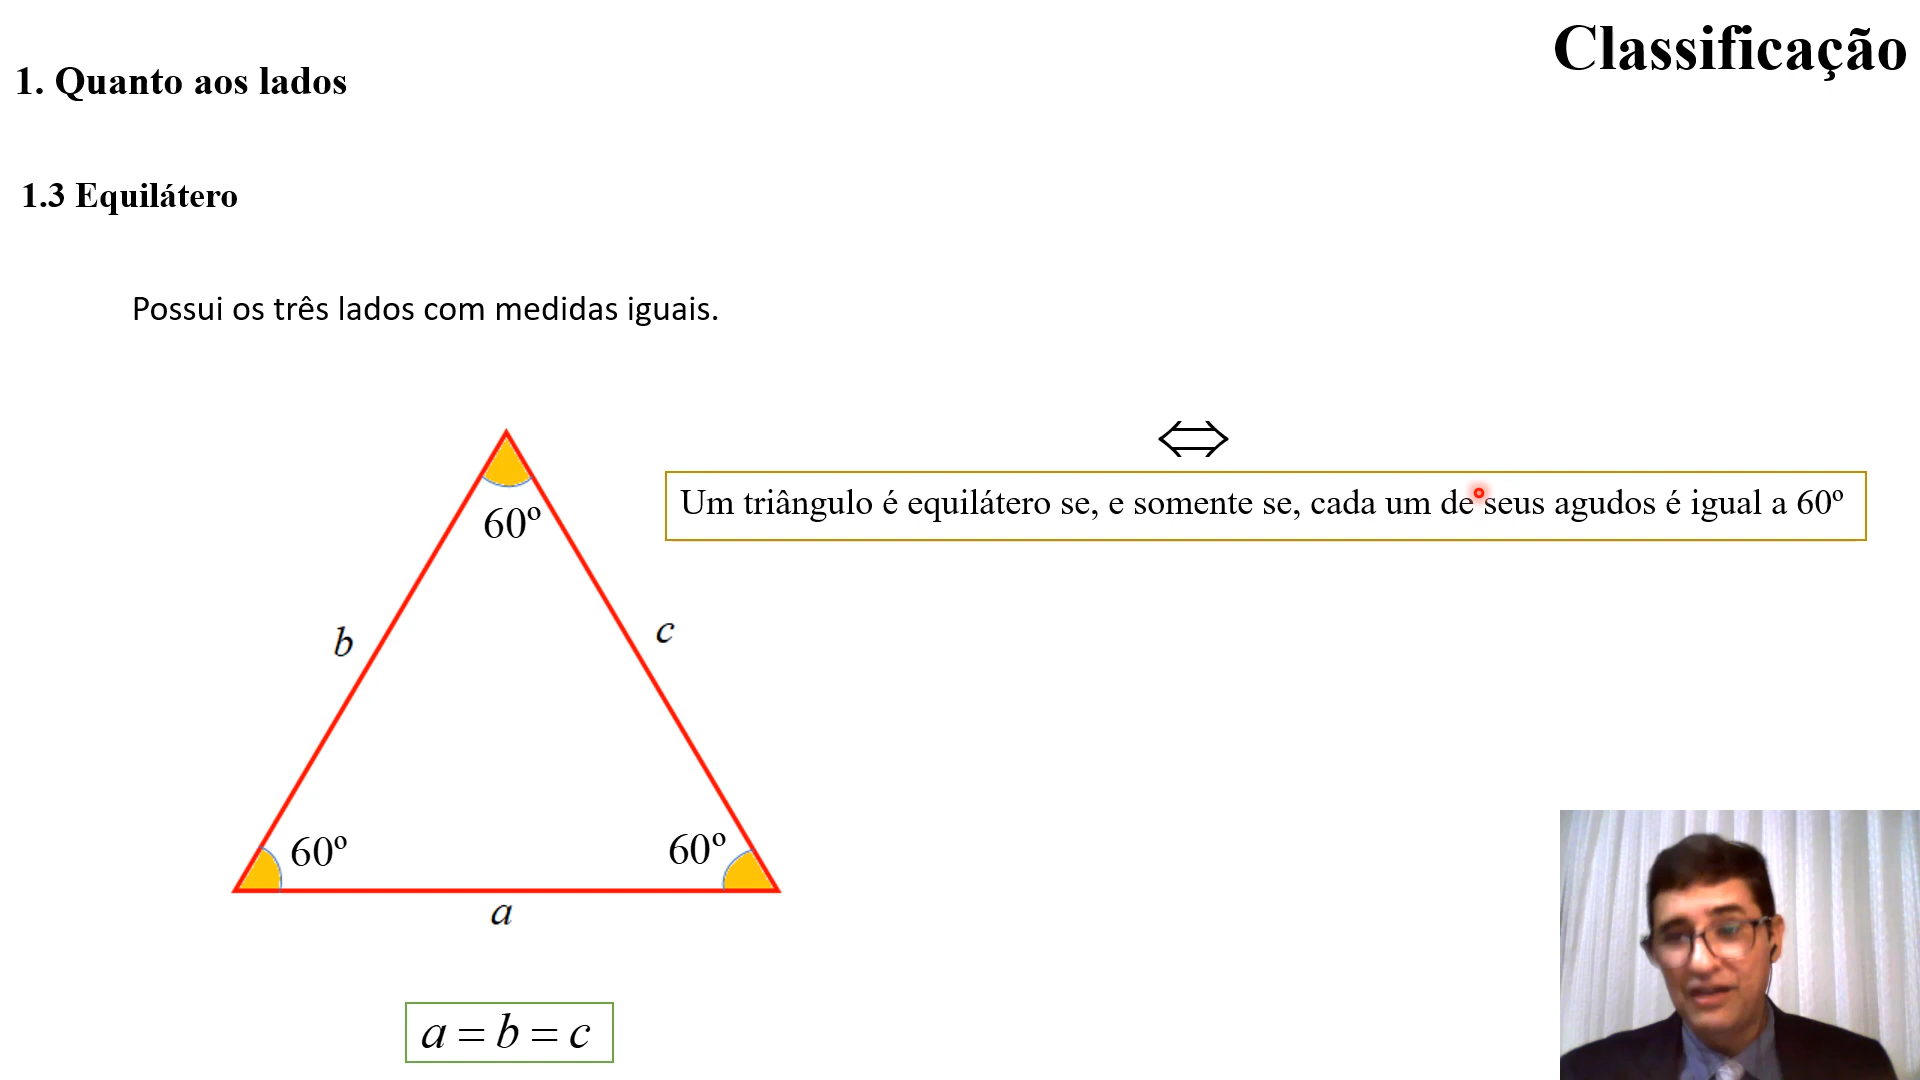 Classificação
1. Quanto aos lados
1.3 Equilátero
Possui os três lados com medidas iguais.
⇔
Um triângulo é equilátero se, e somente se, cada um de seus agudos é igual a 60º
60º
b
c
60º
60º
a
a = b = c